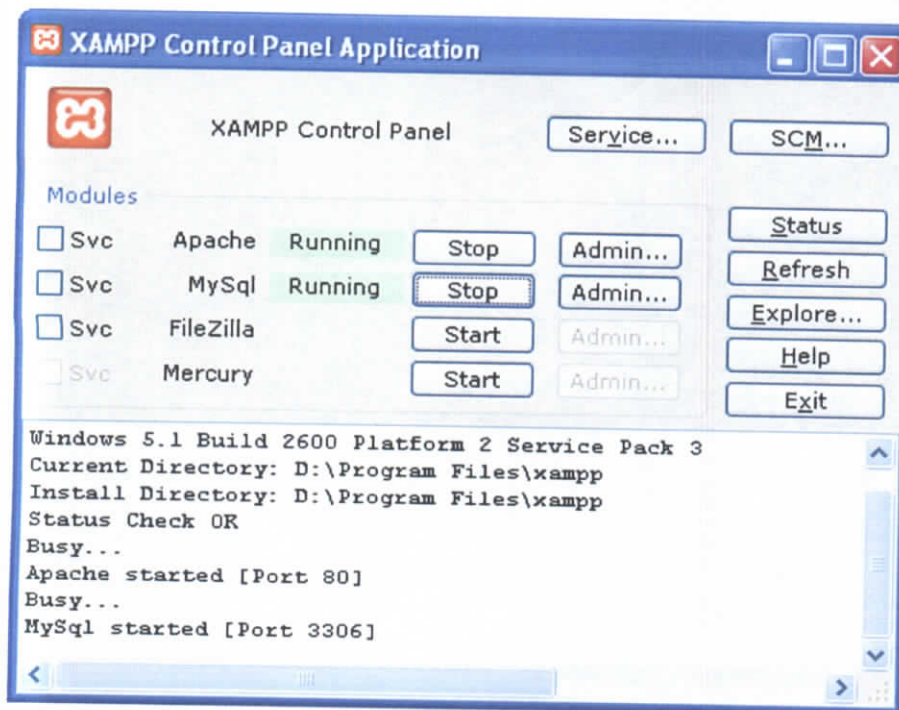 XAMPP Control Panel Application
XAMPP Control Panel Service... SCM...
Modules
Svc Apache Running Stop Admin...
Svc MySql Running Stop Admin...
Svc FileZilla Start Admin...
Svc Mercury Start Admin...
Status
Refresh
Explore...
Help
Exit
Windows 5.1 Build 2600 Platform 2 Service Pack 3
Current Directory: D:\Program Files\xampp
Install Directory: D:\Program Files\xampp
Status Check OR
Busy...
Apache started [Port 80]
Busy...
MySql started [Port 3306]